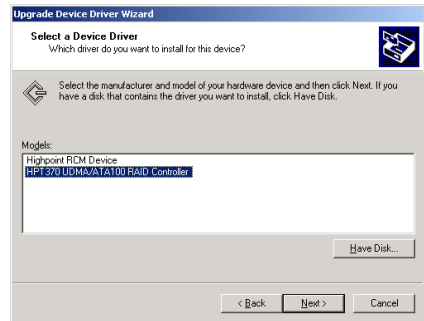 Upgrade Device Driver Wizard
Select a Device Driver
Which driver do you want to install for this device?
Select the manufacturer and model of your hardware device and then click Next. If you
have a disk that contains the driver you want to install, click Have Disk.
Models:
Highpoint RCM Device
HPT370 UDMA/ATA100 RAID Controller
Have Disk...
< Back
Next >
Cancel